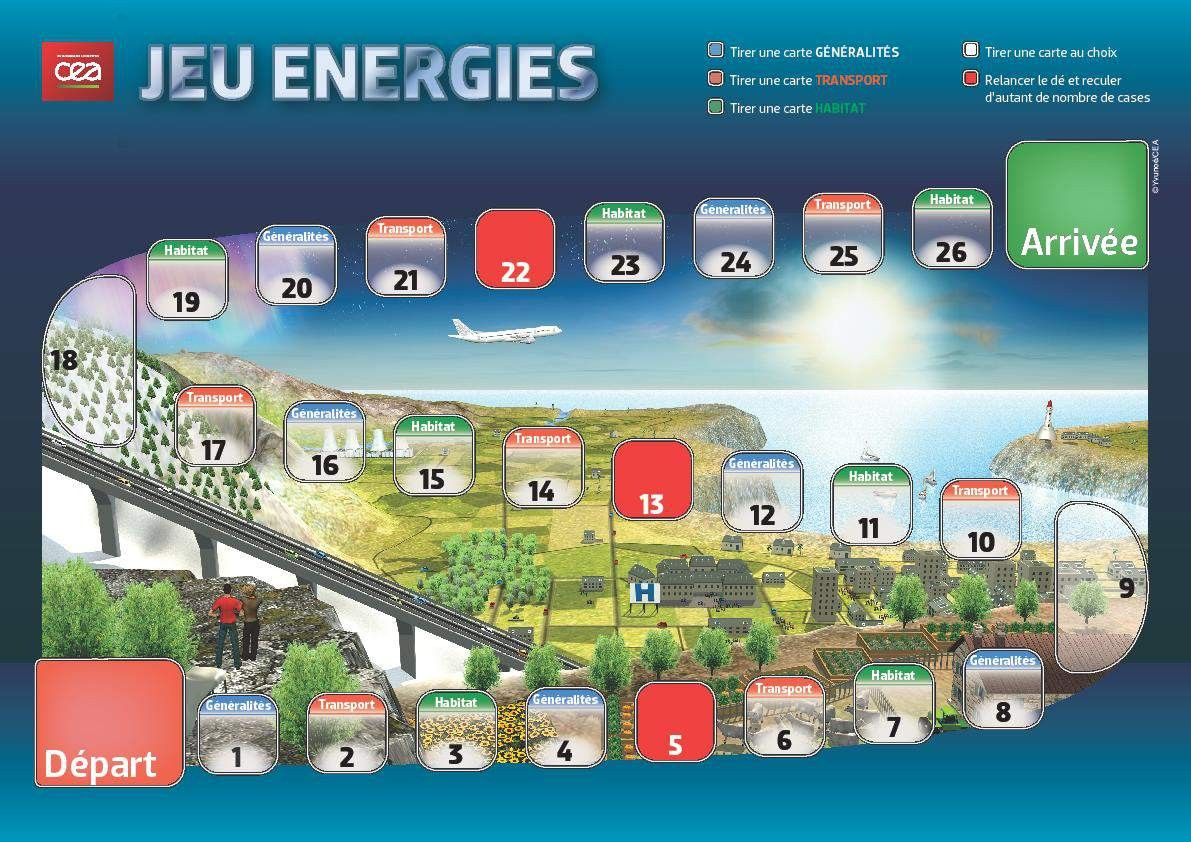 cea
JEU ENERGIES
Tirer une carte GÉNÉRALITÉS
Tirer une carte TRANSPORT
Tirer une carte HABITAT
Tirer une carte au choix
Relancer le dé et reculer
d'autant de nombre de cases
© Yvunoé/CEA
Arrivée
Habitat
19
Généralités
20
Transport
21
22
Habitat
23
Généralités
24
Transport
25
Habitat
26
18
Transport
17
Généralités
16
Habitat
15
Transport
14
13
Généralités
12
Habitat
11
Transport
10
9
H
Départ
Généralités
1
Transport
2
Habitat
3
Généralités
4
5
Transport
6
Habitat
7
Généralités
8